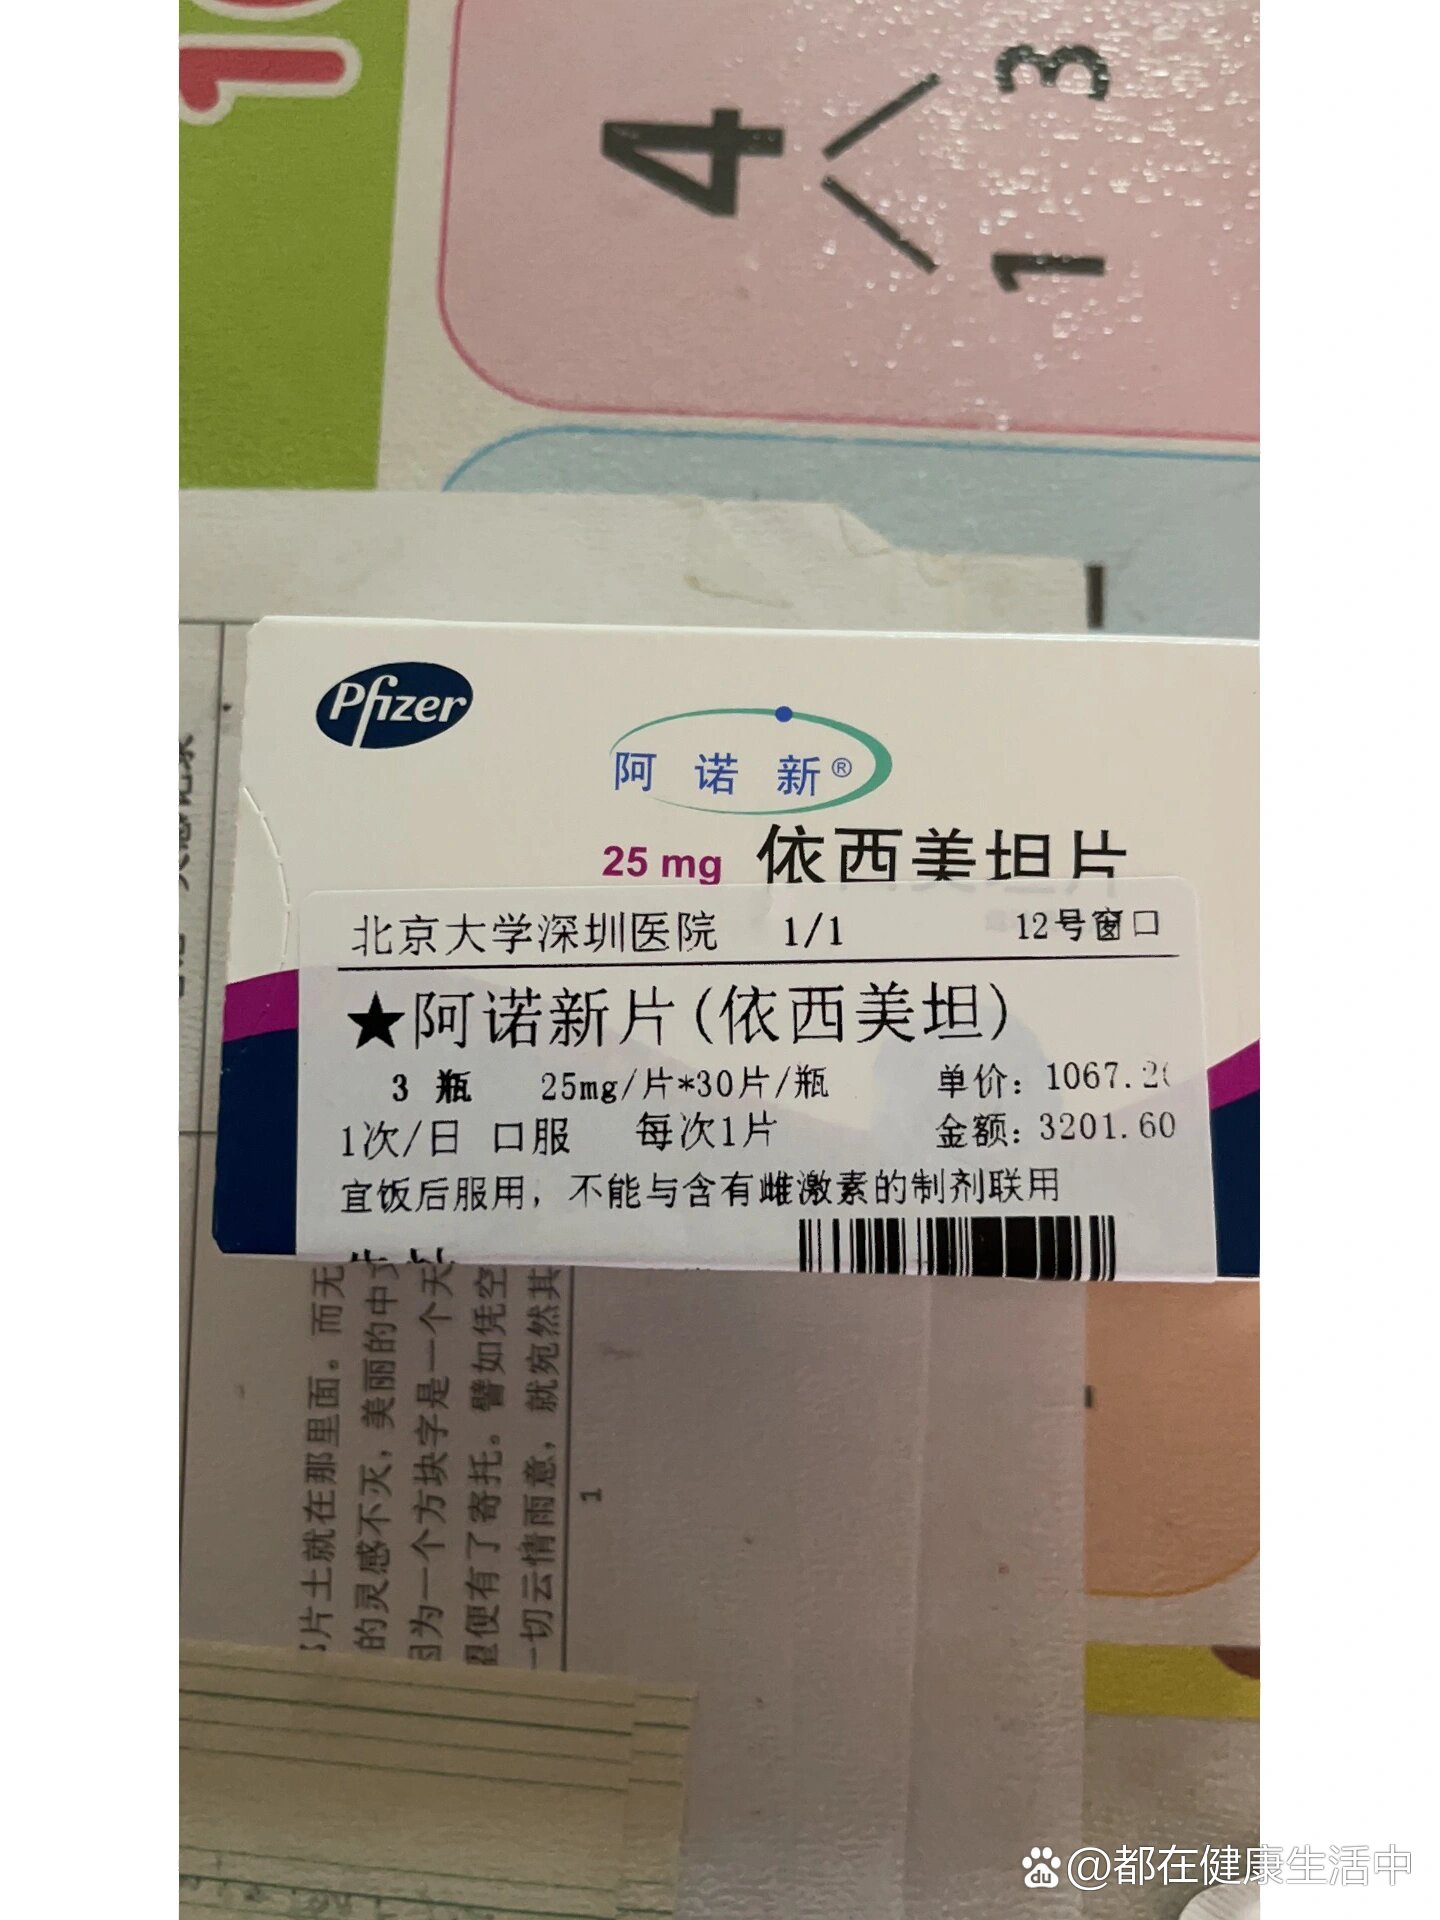 10
4
3
1
Pfizer
阿诺新®
25 mg 依西美坦片
北京大学深圳医院 1/1 12号窗口
★阿诺新片(依西美坦)
3 瓶 25mg/片*30片/瓶 单价: 1067.20
1次/日 口服 每次1片 金额: 3201.60
宜饭后服用, 不能与含有雌激素的制剂联用
片土就在那里面。而无
的灵感不灭,美丽的中
因为一个方块字是一个天
望便有了寄托。譬如凭空
一切云情雨意,就宛然其
1
du @都在健康生活中